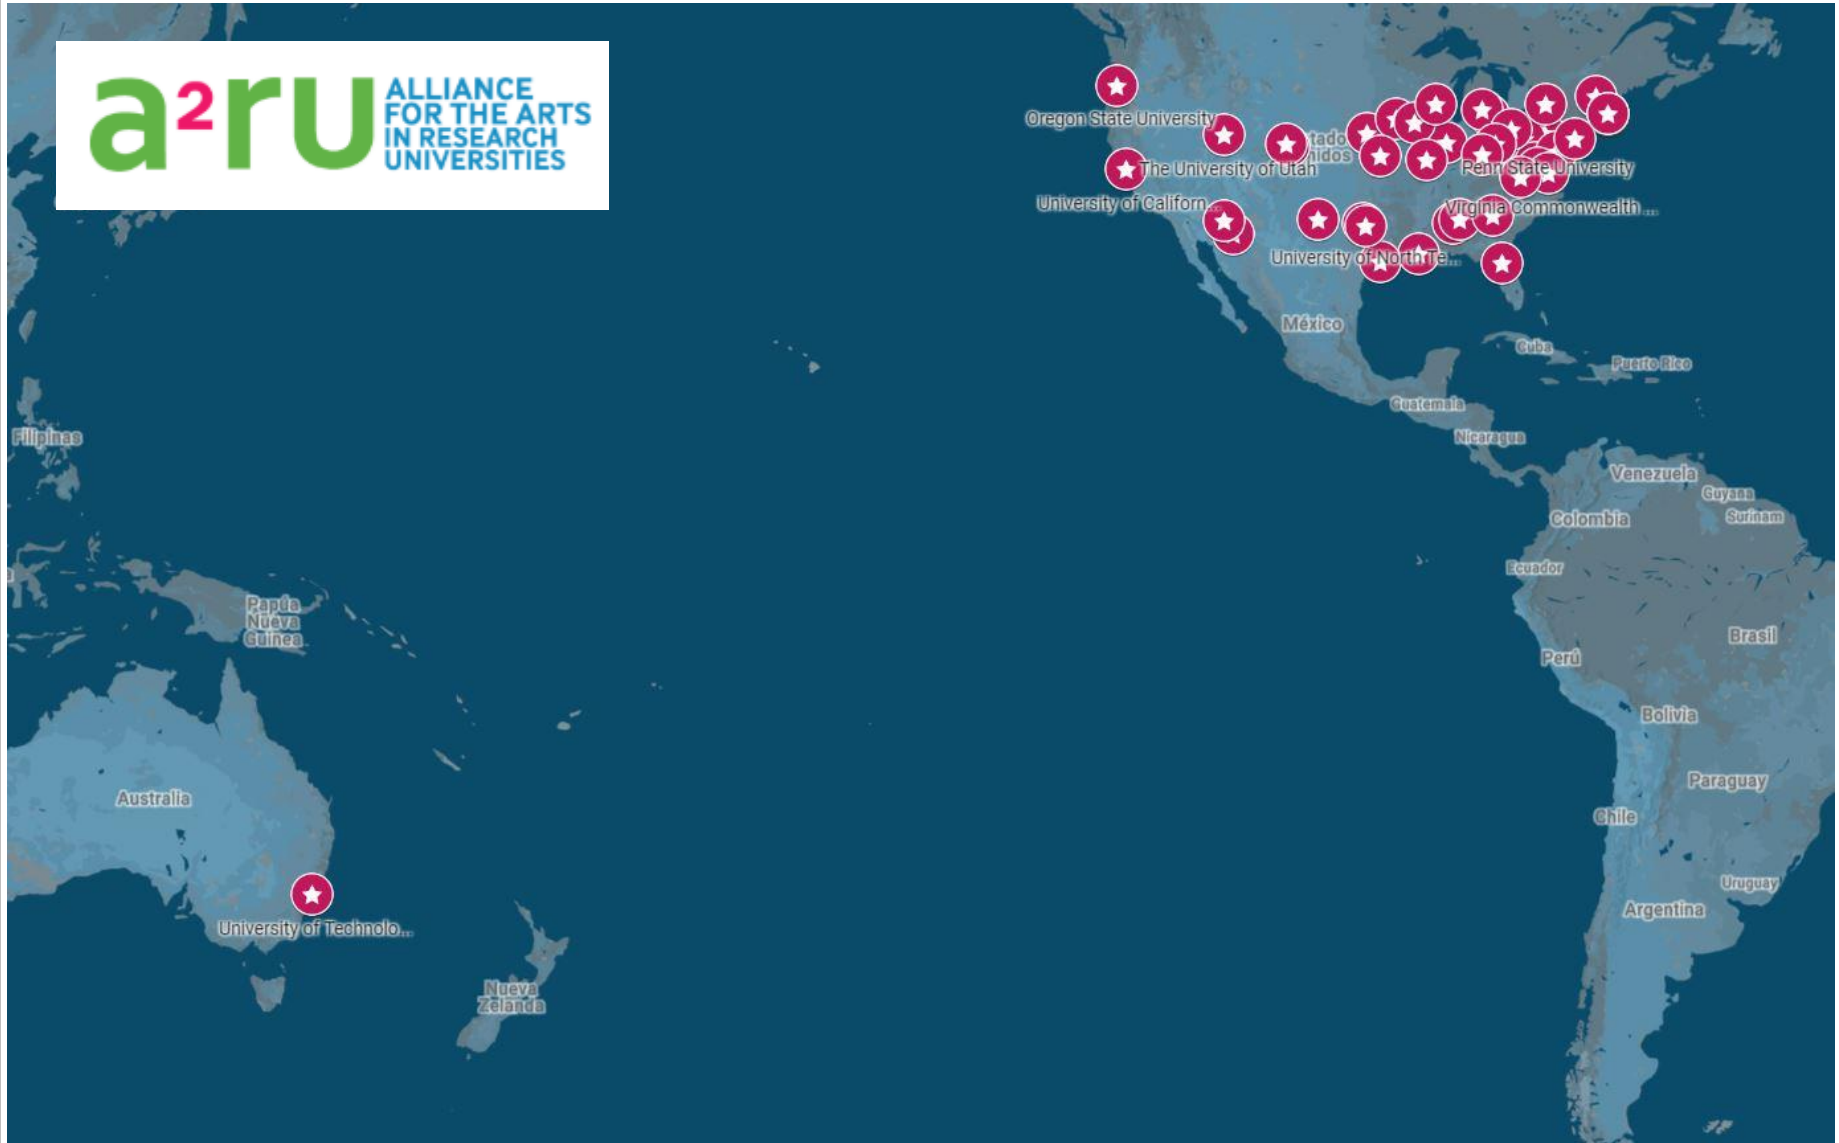 a²ru
ALLIANCE
FOR THE ARTS
IN RESEARCH
UNIVERSITIES
Oregon State University
The University of Utah
Penn State University
University of Californ...
Virginia Commonwealth ...
University of North Te...
México
Cuba
Puerto Rico
Guatemala
Nicaragua
Filipinas
Venezuela
Guyana
Surinam
Colombia
Ecuador
Papúa
Nueva
Guinea
Brasil
Perú
Bolivia
Paraguay
Australia
Chile
Uruguay
Argentina
University of Technolo...
Nueva
Zelanda